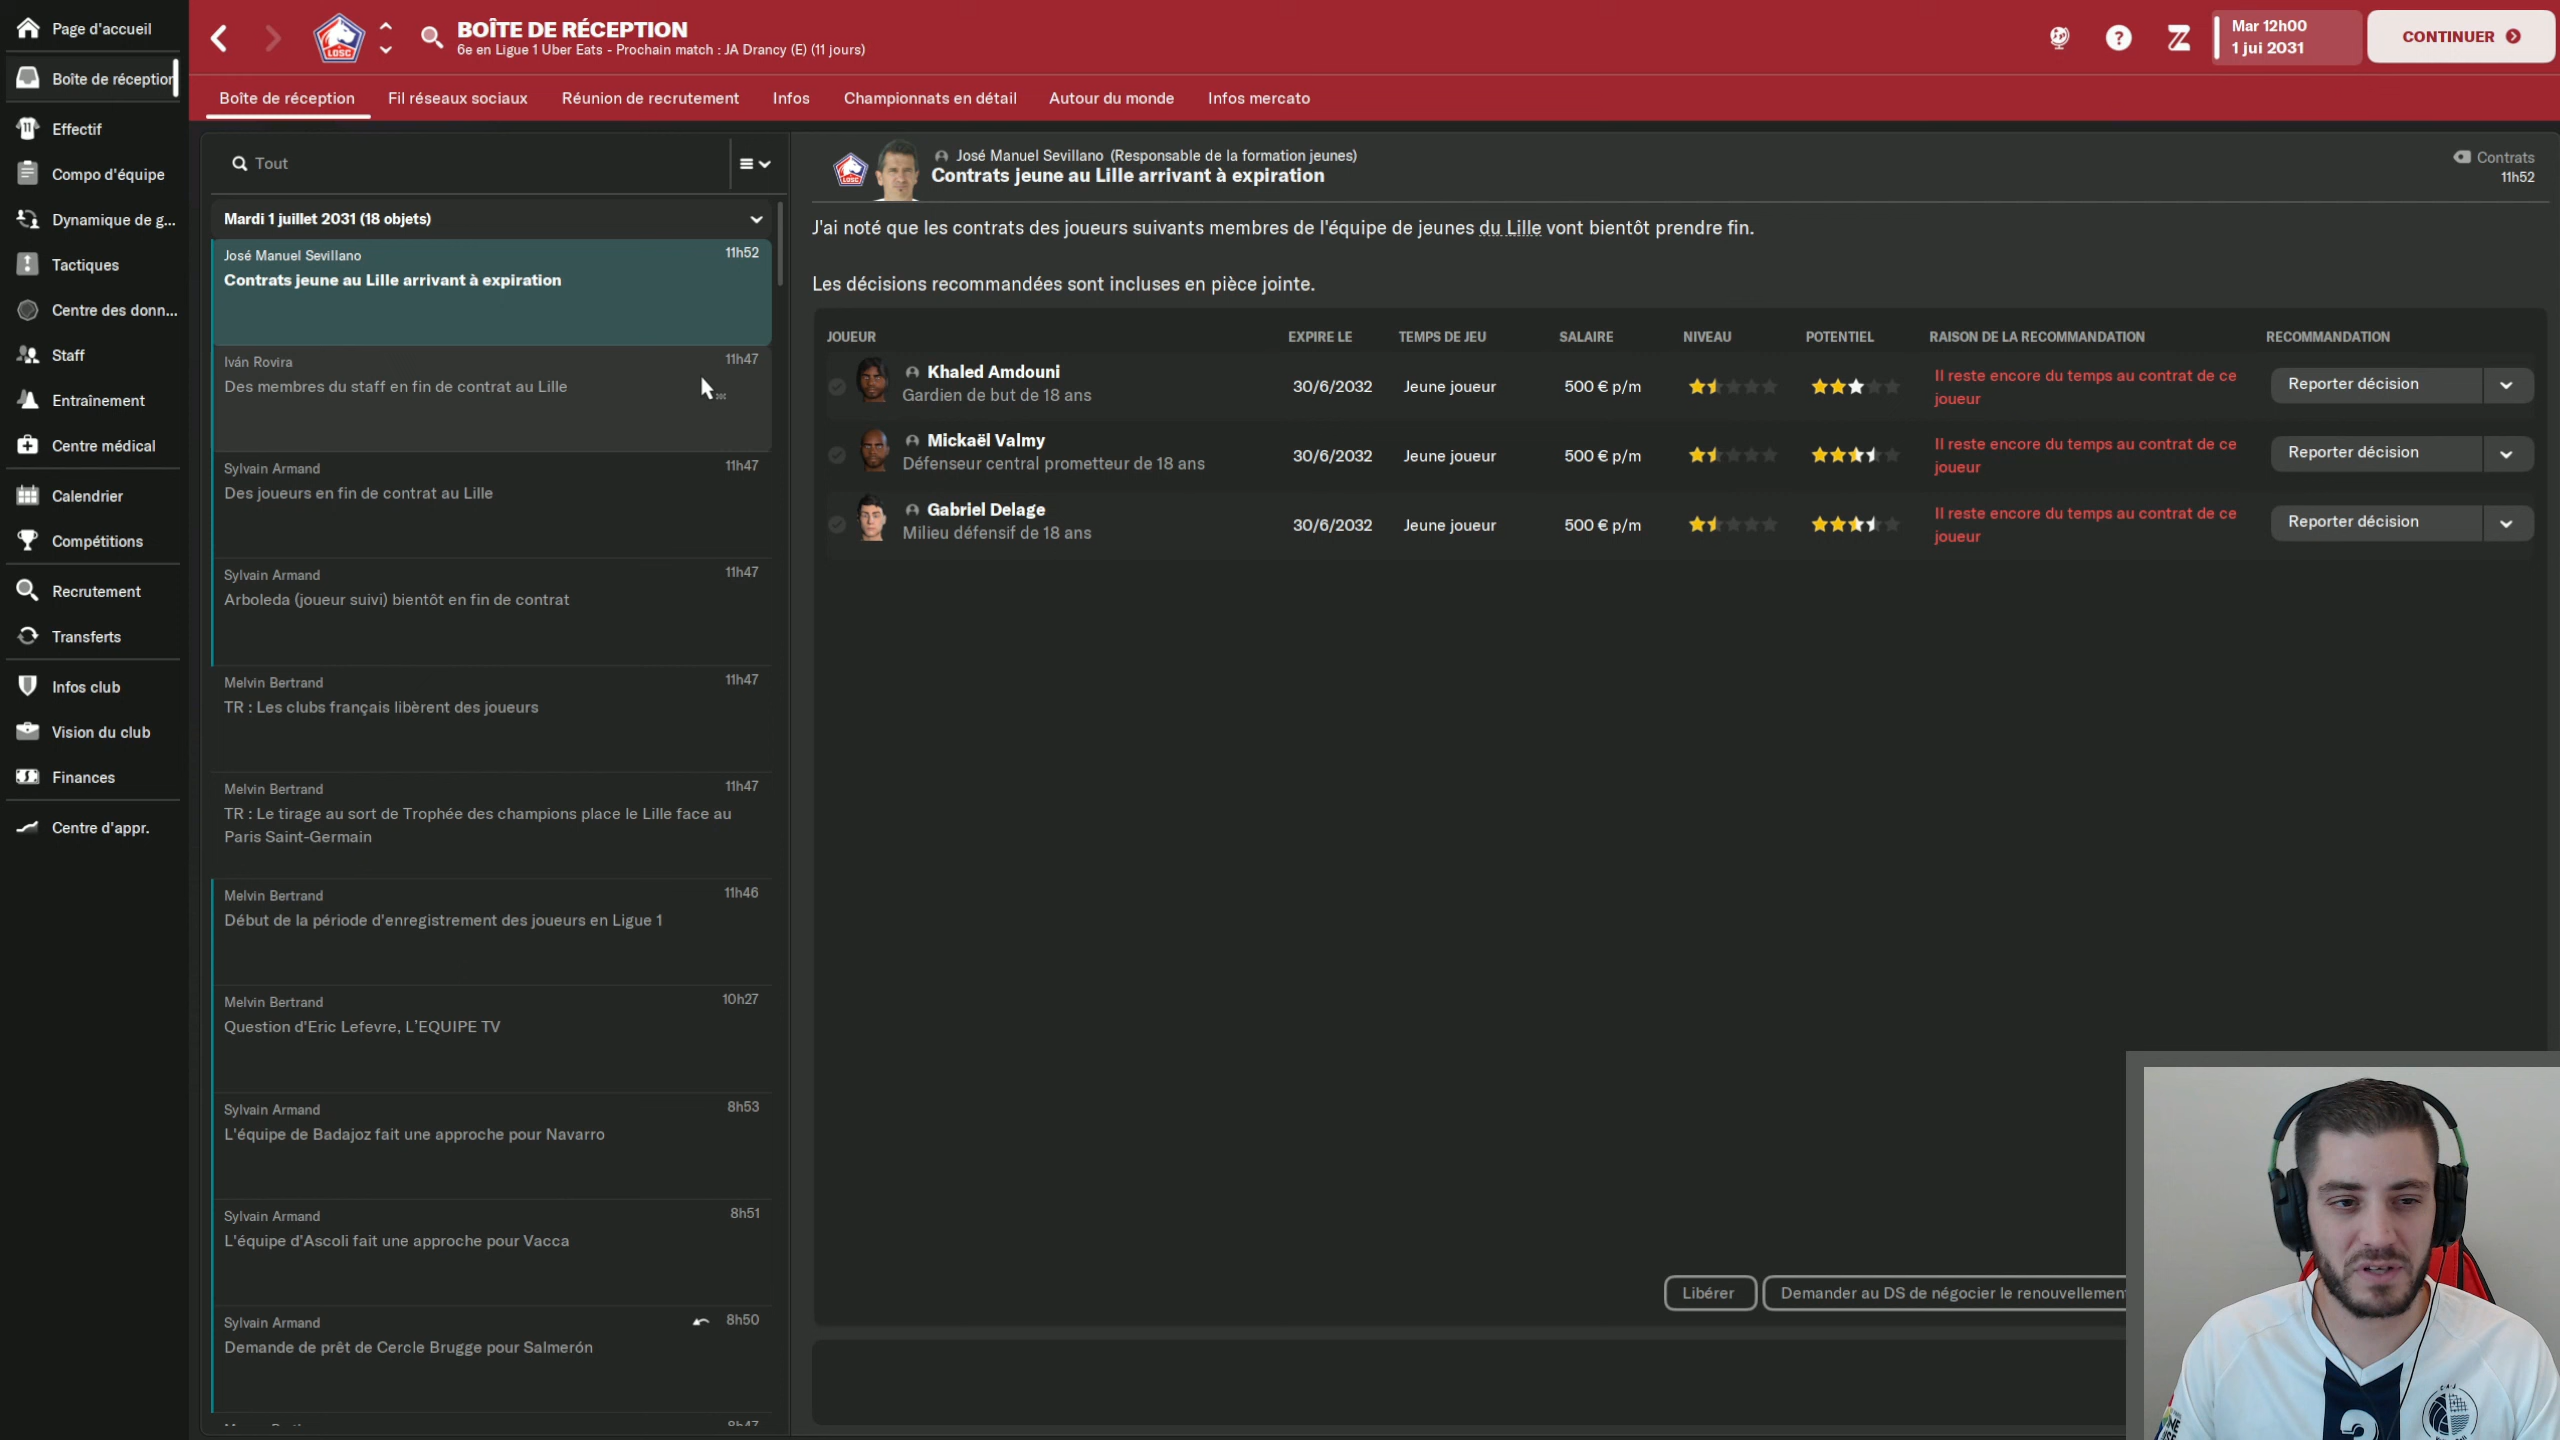 Page d'accueil
Boîte de réception
Effectif
Compo d'équipe
Dynamique de g...
Tactiques
Centre des donn...
Staff
Entraînement
Centre médical
Calendrier
Compétitions
Recrutement
Transferts
Infos club
Vision du club
Finances
Centre d'appr.
LOSC
BOÎTE DE RÉCEPTION
6e en Ligue 1 Uber Eats - Prochain match : JA Drancy (E) (11 jours)
Mar 12h00
1 jui 2031
CONTINUER
Boîte de réception Fil réseaux sociaux Réunion de recrutement Infos Championnats en détail Autour du monde Infos mercato
Tout
Mardi 1 juillet 2031 (18 objets)
José Manuel Sevillano 11h52
Contrats jeune au Lille arrivant à expiration
Iván Rovira 11h47
Des membres du staff en fin de contrat au Lille
Sylvain Armand 11h47
Des joueurs en fin de contrat au Lille
Sylvain Armand 11h47
Arboleda (joueur suivi) bientôt en fin de contrat
Melvin Bertrand 11h47
TR : Les clubs français libèrent des joueurs
Melvin Bertrand 11h47
TR : Le tirage au sort de Trophée des champions place le Lille face au
Paris Saint-Germain
Melvin Bertrand 11h46
Début de la période d'enregistrement des joueurs en Ligue 1
Melvin Bertrand 10h27
Question d'Eric Lefevre, L'EQUIPE TV
Sylvain Armand 8h53
L'équipe de Badajoz fait une approche pour Navarro
Sylvain Armand 8h51
L'équipe d'Ascoli fait une approche pour Vacca
Sylvain Armand 8h50
Demande de prêt de Cercle Brugge pour Salmerón
8h47
José Manuel Sevillano (Responsable de la formation jeunes)
Contrats jeune au Lille arrivant à expiration
Contrats
11h52
J'ai noté que les contrats des joueurs suivants membres de l'équipe de jeunes du Lille vont bientôt prendre fin.
Les décisions recommandées sont incluses en pièce jointe.
JOUEUR EXPIRE LE TEMPS DE JEU SALAIRE NIVEAU POTENTIEL RAISON DE LA RECOMMANDATION RECOMMANDATION
Khaled Amdouni
Gardien de but de 18 ans
30/6/2032 Jeune joueur 500 € p/m
Il reste encore du temps au contrat de ce
joueur
Reporter décision
Mickaël Valmy
Défenseur central prometteur de 18 ans
30/6/2032 Jeune joueur 500 € p/m
Il reste encore du temps au contrat de ce
joueur
Reporter décision
Gabriel Delage
Milieu défensif de 18 ans
30/6/2032 Jeune joueur 500 € p/m
Il reste encore du temps au contrat de ce
joueur
Reporter décision
Libérer
Demander au DS de négocier le renouvellement